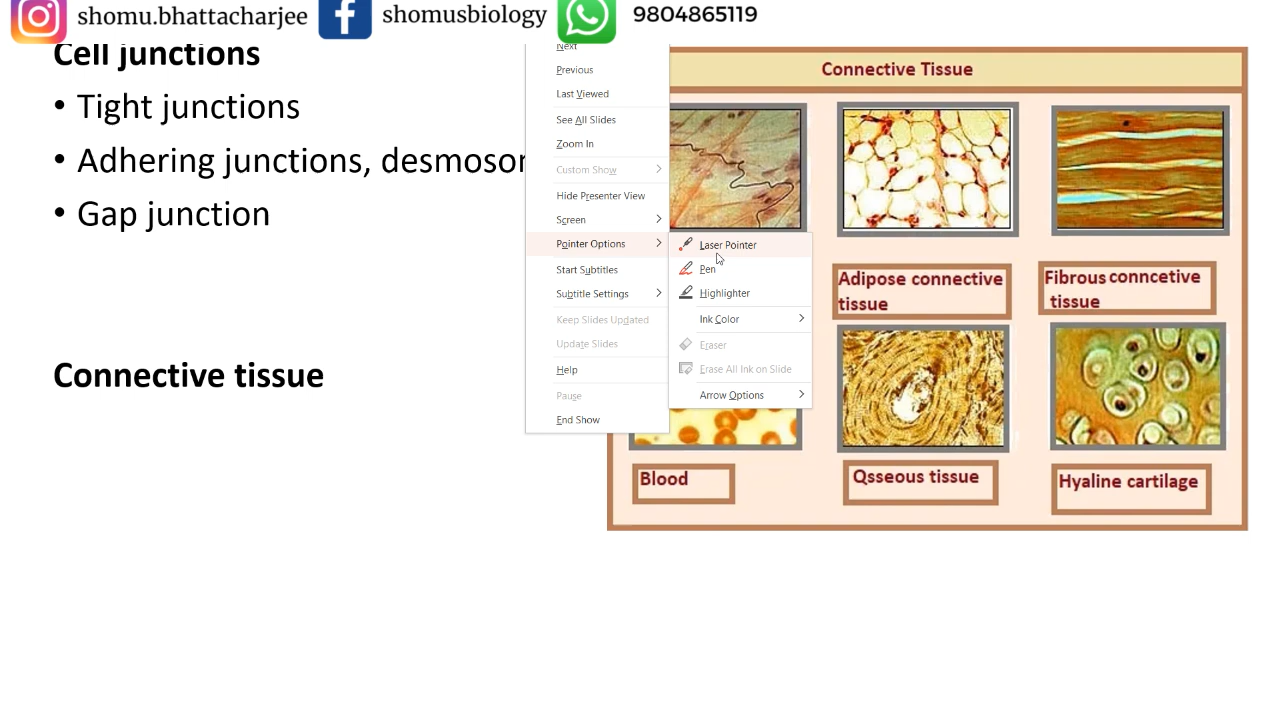 shomu.bhattacharjee
shomusbiology
9804865119
Cell junctions
• Tight junctions
• Adhering junctions, desmosor
• Gap junction
Connective tissue
Next
Previous
Last Viewed
See All Slides
Zoom In
Custom Show
Hide Presenter View
Screen
Pointer Options
Start Subtitles
Subtitle Settings
Keep Slides Updated
Update Slides
Help
Pause
End Show
Laser Pointer
Pen
Highlighter
Ink Color
Eraser
Erase All Ink on Slide
Arrow Options
Connective Tissue
Adipose connective
tissue
Fibrous conncetive
tissue
Blood
Qsseous tissue
Hyaline cartilage